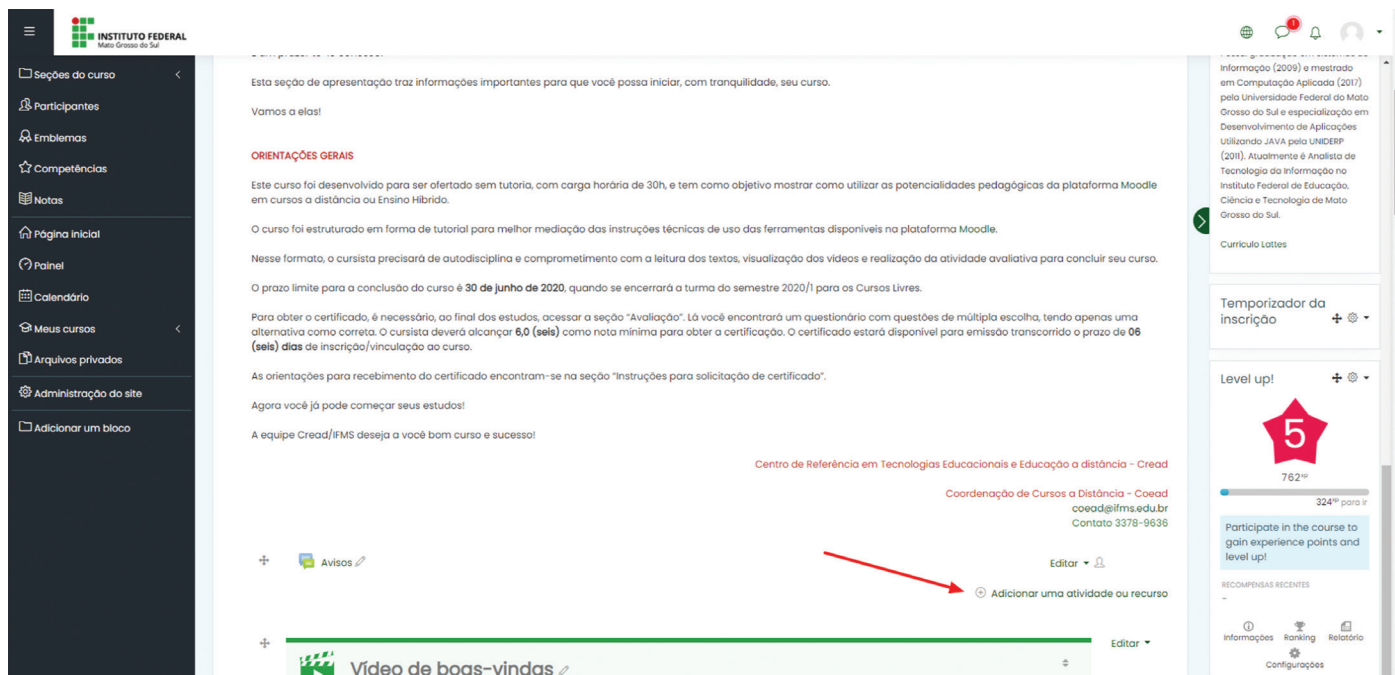 INSTITUTO FEDERAL
Mato Grosso do Sul
1
Seções do curso
Participantes
Emblemas
Competências
Notas
Página inicial
Painel
Calendário
Meus cursos
Arquivos privados
Administração do site
Adicionar um bloco
Esta seção de apresentação traz informações importantes para que você possa iniciar, com tranquilidade, seu curso.
Vamos a elas!
ORIENTAÇÕES GERAIS
Este curso foi desenvolvido para ser ofertado sem tutoria, com carga horária de 30h, e tem como objetivo mostrar como utilizar as potencialidades pedagógicas da plataforma Moodle
em cursos a distância ou Ensino Híbrido.
O curso foi estruturado em forma de tutorial para melhor mediação das instruções técnicas de uso das ferramentas disponíveis na plataforma Moodle.
Nesse formato, o cursista precisará de autodisciplina e comprometimento com a leitura dos textos, visualização dos vídeos e realização da atividade avaliativa para concluir seu curso.
O prazo limite para a conclusão do curso é 30 de junho de 2020, quando se encerrará a turma do semestre 2020/1 para os Cursos Livres.
Para obter o certificado, é necessário, ao final dos estudos, acessar a seção "Avaliação". Lá você encontrará um questionário com questões de múltipla escolha, tendo apenas uma
alternativa como correta. O cursista deverá alcançar 6,0 (seis) como nota mínima para obter a certificação. O certificado estará disponível para emissão transcorrido o prazo de 06
(seis) dias de inscrição/vinculação ao curso.
As orientações para recebimento do certificado encontram-se na seção "Instruções para solicitação de certificado".
Agora você já pode começar seus estudos!
A equipe Cread/IFMS deseja a você bom curso e sucesso!
Centro de Referência em Tecnologias Educacionais e Educação a distância - Cread
Coordenação de Cursos a Distância - Coead
coead@ifms.edu.br
Contato 3378-9636
Avisos
Editar
Adicionar uma atividade ou recurso
Editar
Vídeo de boas-vindas
Informação (2009) e mestrado
em Computação Aplicada (2017)
pela Universidade Federal do Mato
Grosso do Sul e especialização em
Desenvolvimento de Aplicações
Utilizando JAVA pela UNIDERP
(2011). Atualmente é Analista de
Tecnologia da Informação no
Instituto Federal de Educação,
Ciência e Tecnologia de Mato
Grosso do Sul.
Currículo Lattes
Temporizador da
inscrição
Level up!
5
762xp
324xp para ir
Participate in the course to
gain experience points and
level up!
RECOMPENSAS RECENTES
-
Informações Ranking Relatório
Configurações